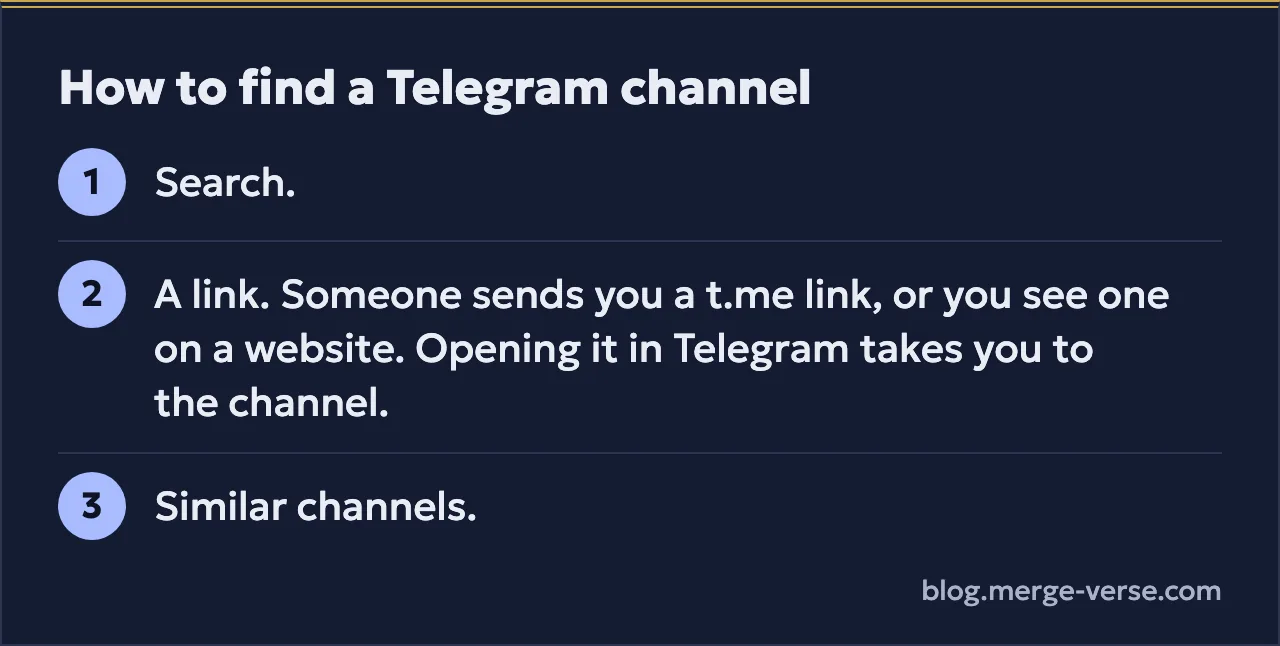 How to find a Telegram channel
1 Search.
2 A link. Someone sends you a t.me link, or you see one
on a website. Opening it in Telegram takes you to
the channel.
3 Similar channels.
blog.merge-verse.com